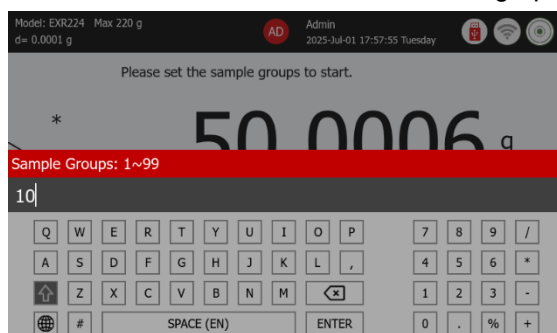 Model: EXR224 Max 220 g
d= 0.0001 g
AD
Admin
2025-Jul-01 17:57:55 Tuesday
Please set the sample groups to start.
*
50.0006 g
Sample Groups: 1~99
10
Q W E R T Y U I O P 7 8 9 /
A S D F G H J K L , 4 5 6 *
Z X C V B N M 1 2 3 -
# SPACE (EN) ENTER 0 . % +